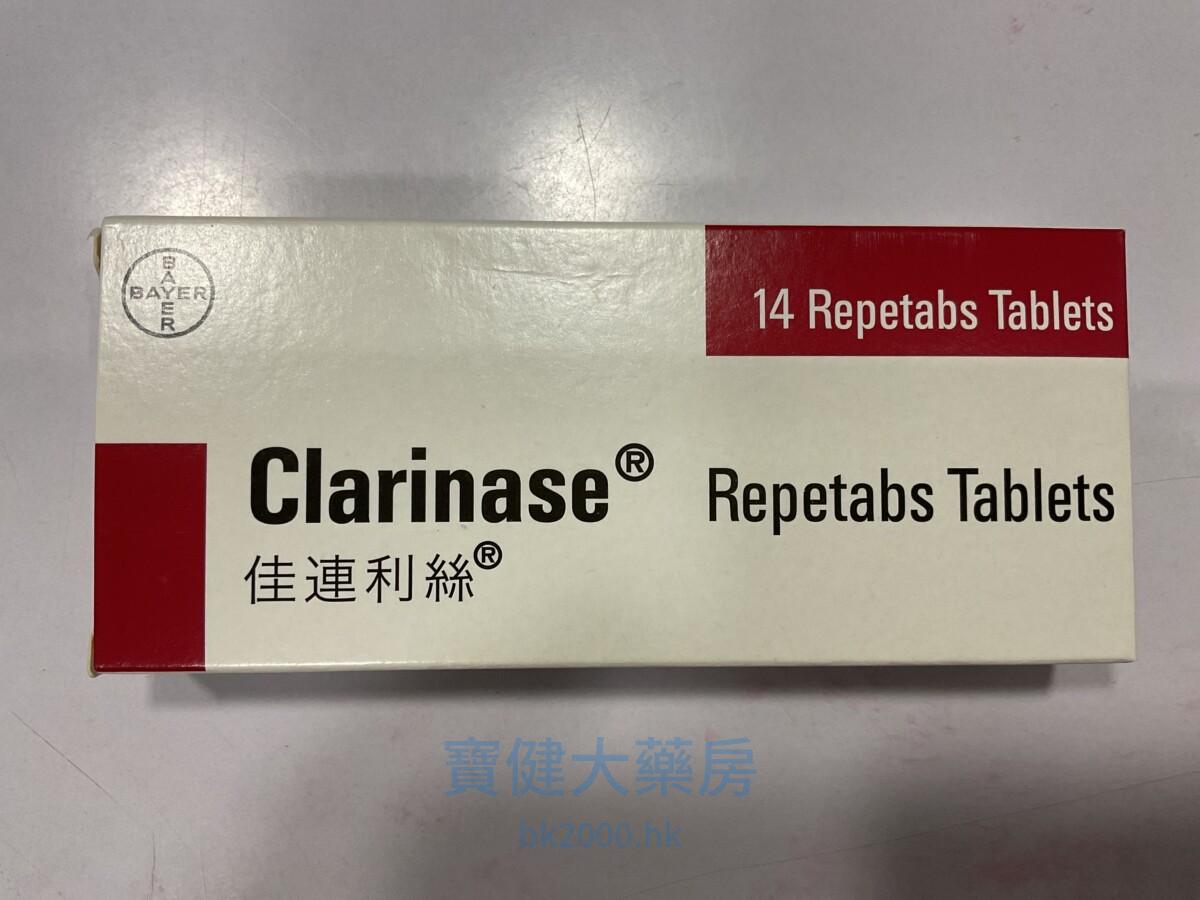 BAYER
BAYER
14 Repetabs Tablets
Clarinase® Repetabs Tablets
佳連利絲®
寶健大藥房
bk2000.hk